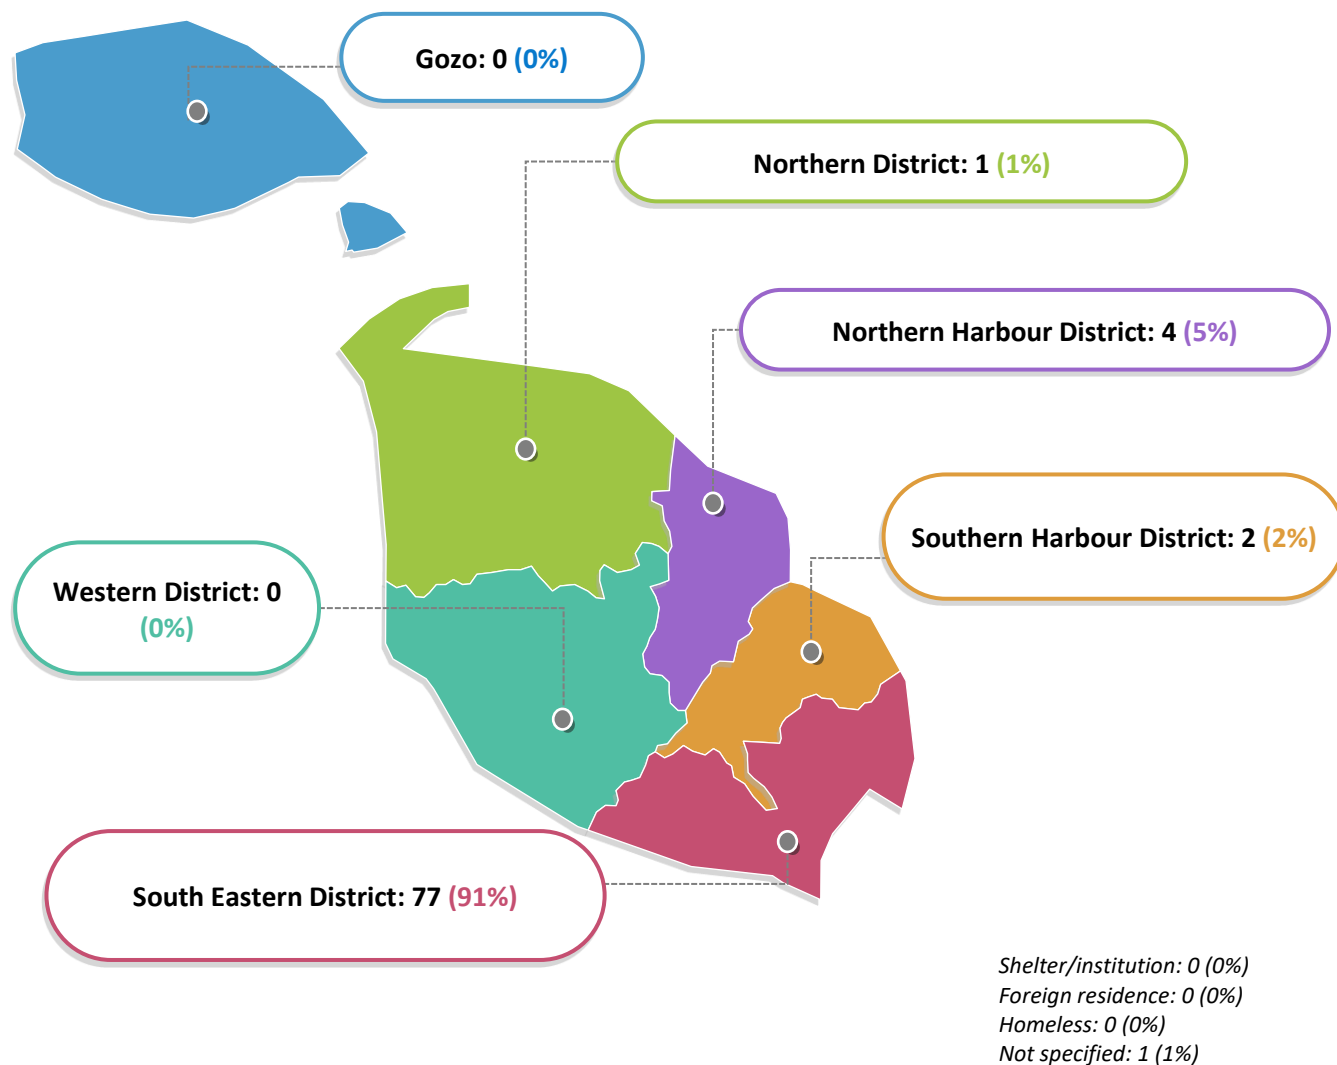 Gozo: 0 (0%)
Northern District: 1 (1%)
Northern Harbour District: 4 (5%)
Southern Harbour District: 2 (2%)
Western District: 0
(0%)
South Eastern District: 77 (91%)
Shelter/institution: 0 (0%)
Foreign residence: 0 (0%)
Homeless: 0 (0%)
Not specified: 1 (1%)